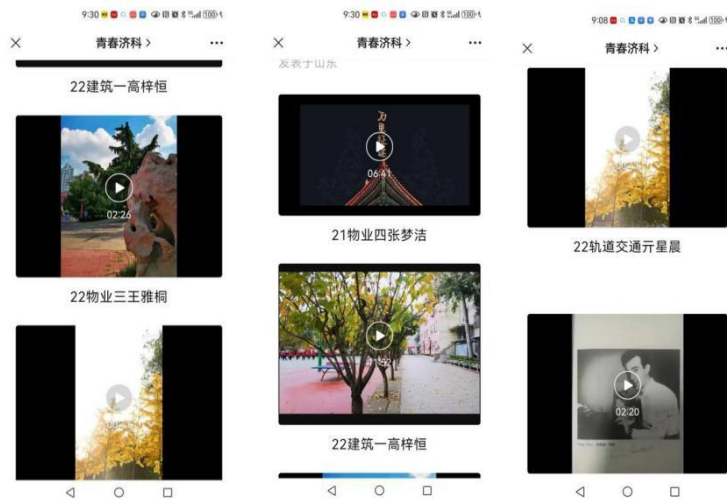 9:30
青春济科
22建筑一高梓恒
02:26
22物业三王雅桐
9:30
青春济科
发表于山东
万里
06:41
21物业四张梦洁
22建筑一高梓恒
9:08
青春济科
22轨道交通亓星晨
02:20